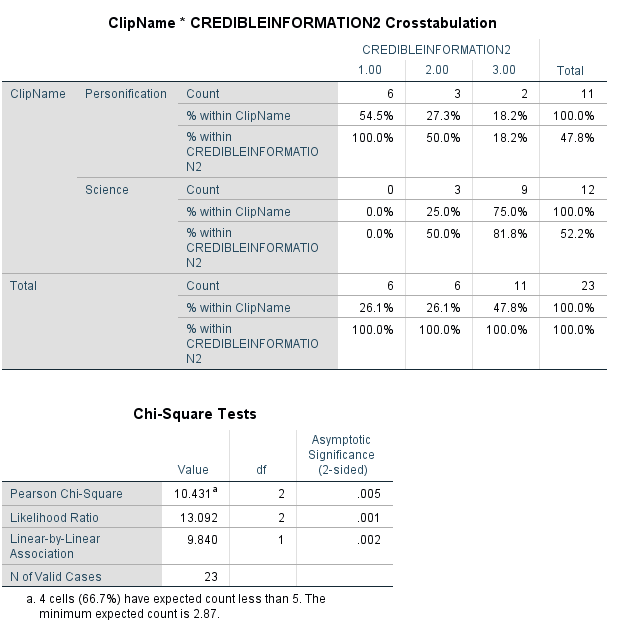 ClipName * CREDIBLEINFORMATION2 Crosstabulation
CREDIBLEINFORMATION2
1.00 2.00 3.00 Total
ClipName Personification Count 6 3 2 11
% within ClipName 54.5% 27.3% 18.2% 100.0%
% within 100.0% 50.0% 18.2% 47.8%
CREDIBLEINFORMATIO
N2
Science Count 0 3 9 12
% within ClipName 0.0% 25.0% 75.0% 100.0%
% within 0.0% 50.0% 81.8% 52.2%
CREDIBLEINFORMATIO
N2
Total Count 6 6 11 23
% within ClipName 26.1% 26.1% 47.8% 100.0%
% within 100.0% 100.0% 100.0% 100.0%
CREDIBLEINFORMATIO
N2
Chi-Square Tests
Asymptotic
Significance
Value df (2-sided)
Pearson Chi-Square 10.431a 2 .005
Likelihood Ratio 13.092 2 .001
Linear-by-Linear 9.840 1 .002
Association
N of Valid Cases 23
a. 4 cells (66.7%) have expected count less than 5. The
minimum expected count is 2.87.